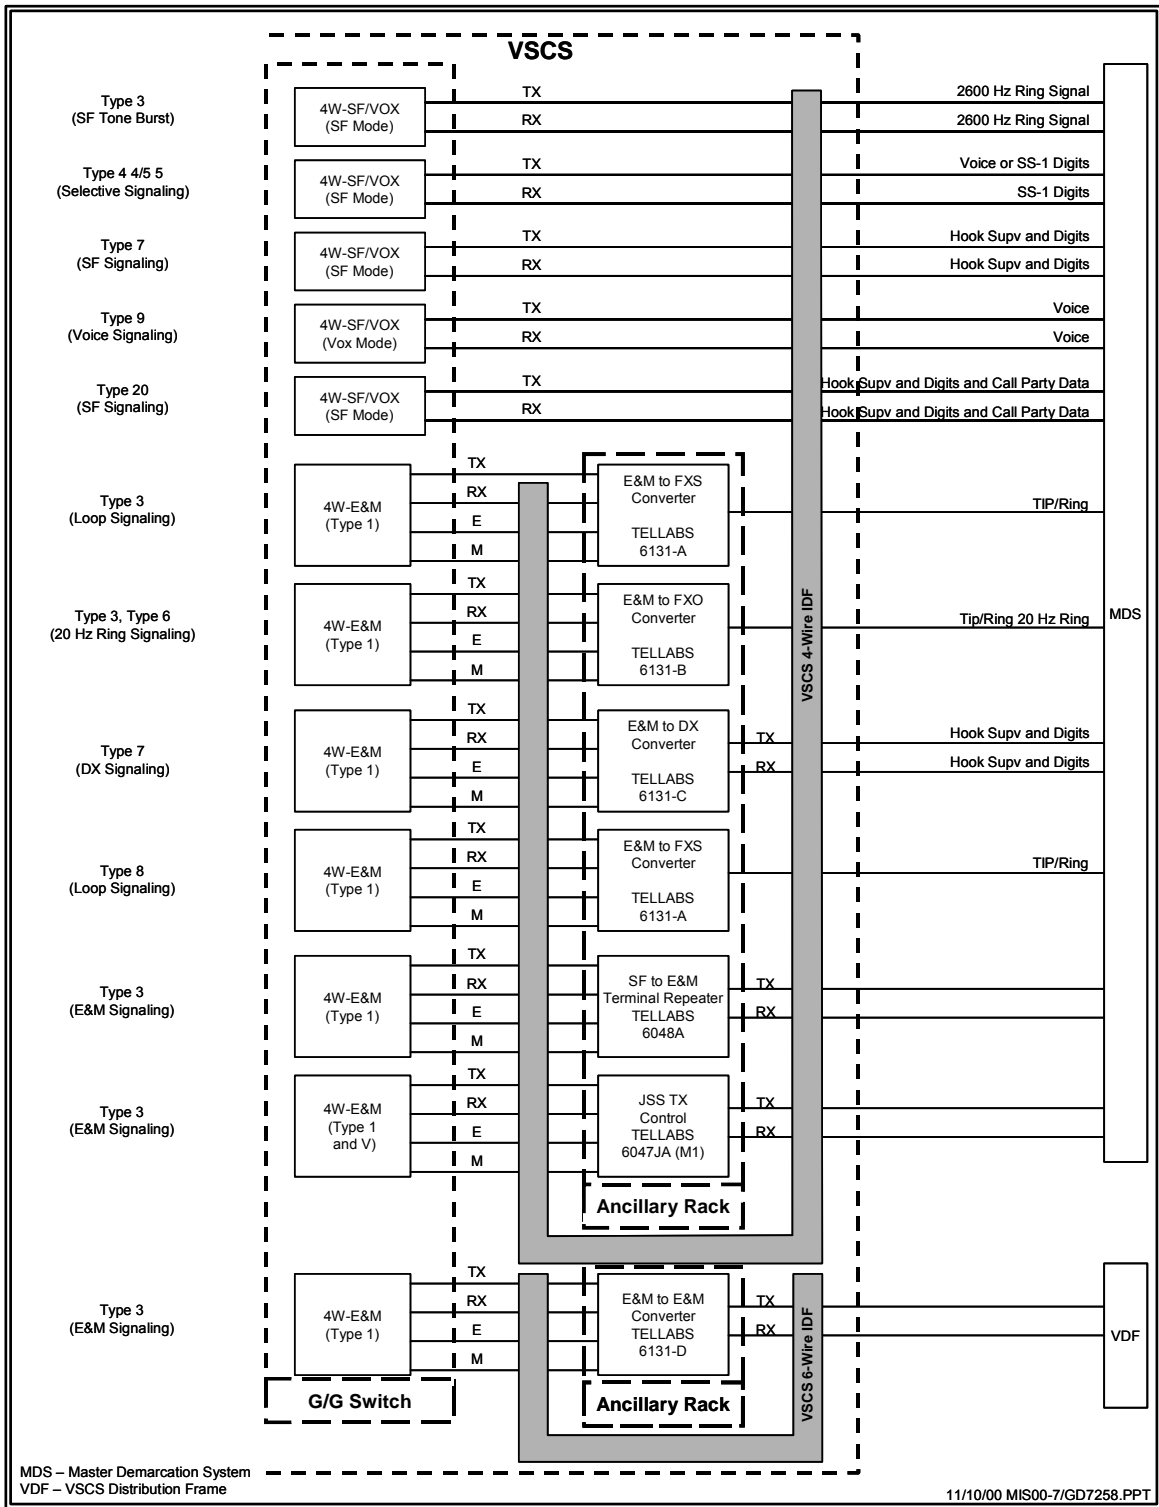 VSCS
Type 3
(SF Tone Burst)
4W-SF/VOX
(SF Mode)
TX
RX
2600 Hz Ring Signal
2600 Hz Ring Signal
Type 4 4/5 5
(Selective Signaling)
4W-SF/VOX
(SF Mode)
TX
RX
Voice or SS-1 Digits
SS-1 Digits
Type 7
(SF Signaling)
4W-SF/VOX
(SF Mode)
TX
RX
Hook Supv and Digits
Hook Supv and Digits
Type 9
(Voice Signaling)
4W-SF/VOX
(Vox Mode)
TX
RX
Voice
Voice
Type 20
(SF Signaling)
4W-SF/VOX
(SF Mode)
TX
RX
Hook Supv and Digits and Call Party Data
Hook Supv and Digits and Call Party Data
Type 3
(Loop Signaling)
4W-E&M
(Type 1)
TX
RX
E
M
E&M to FXS
Converter
TELLABS
6131-A
TIP/Ring
Type 3, Type 6
(20 Hz Ring Signaling)
4W-E&M
(Type 1)
TX
RX
E
M
E&M to FXO
Converter
TELLABS
6131-B
Tip/Ring 20 Hz Ring
VSCS 4-Wire IDF
MDS
Type 7
(DX Signaling)
4W-E&M
(Type 1)
TX
RX
E
M
E&M to DX
Converter
TELLABS
6131-C
TX
RX
Hook Supv and Digits
Hook Supv and Digits
Type 8
(Loop Signaling)
4W-E&M
(Type 1)
TX
RX
E
M
E&M to FXS
Converter
TELLABS
6131-A
TIP/Ring
Type 3
(E&M Signaling)
4W-E&M
(Type 1)
TX
RX
E
M
SF to E&M
Terminal Repeater
TELLABS
6048A
TX
RX
Type 3
(E&M Signaling)
4W-E&M
(Type 1
and V)
TX
RX
E
M
JSS TX
Control
TELLABS
6047JA (M1)
TX
RX
Ancillary Rack
Type 3
(E&M Signaling)
4W-E&M
(Type 1)
TX
RX
E
M
E&M to E&M
Converter
TELLABS
6131-D
TX
RX
VSCS 6-Wire IDF
VDF
G/G Switch
Ancillary Rack
MDS – Master Demarcation System
VDF – VSCS Distribution Frame
11/10/00 MIS00-7/GD7258.PPT